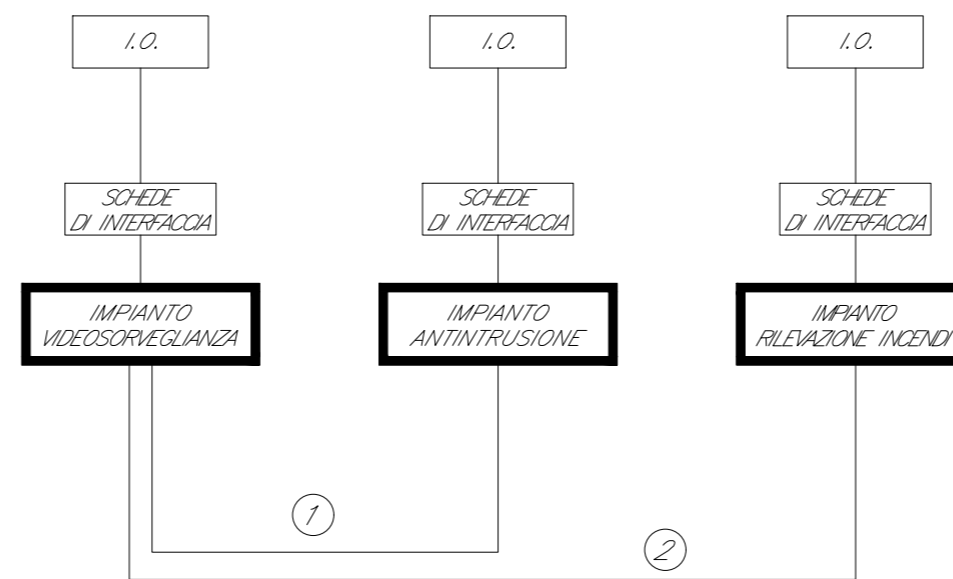 I.O.
I.O.
I.O.
SCHEDE
DI INTERFACCIA
SCHEDE
DI INTERFACCIA
SCHEDE
DI INTERFACCIA
IMPIANTO
VIDEOSORVEGLIANZA
IMPIANTO
ANTINTRUSIONE
IMPIANTO
RILEVAZIONE INCENDI
1
2